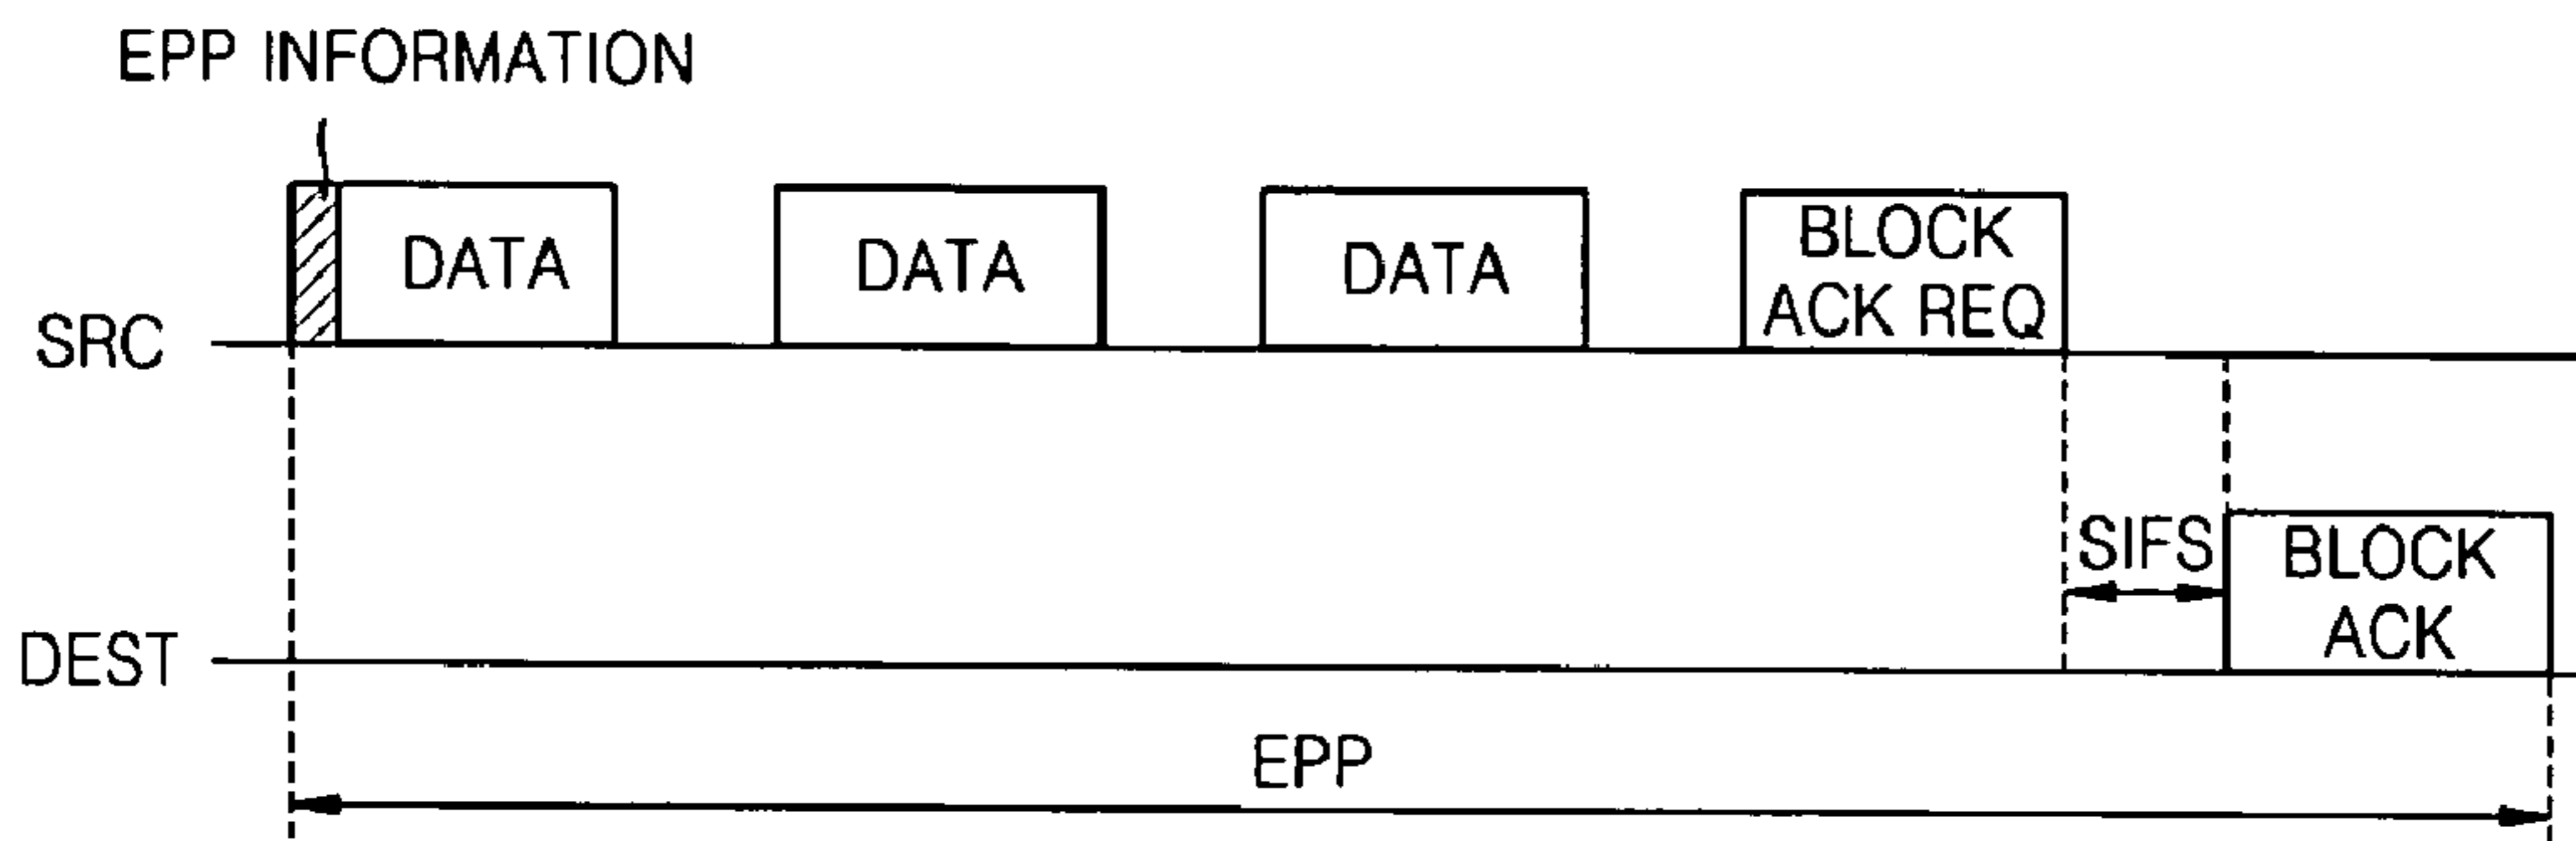 EPP INFORMATION
DATA
DATA
DATA
BLOCK
ACK REQ
SRC
SIFS
BLOCK
ACK
DEST
EPP